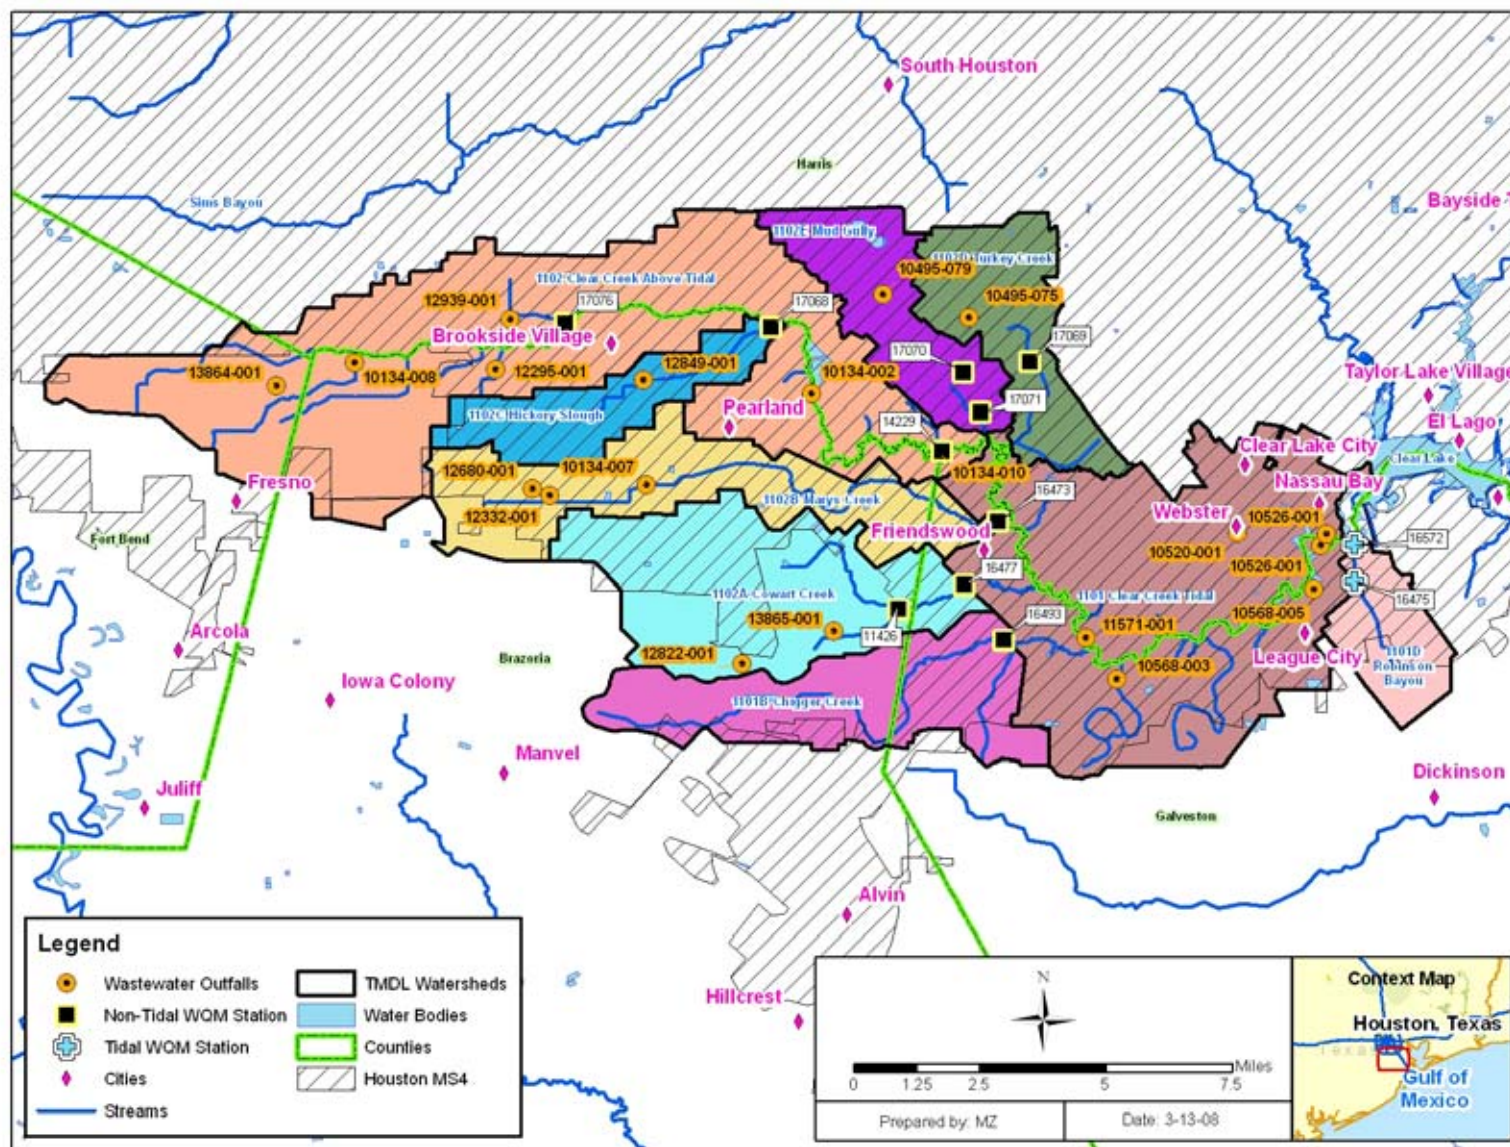 South Houston
Harris
Sims Bayou
Bayside T
1102E Mud Gully
1102D Turkey Creek
10495-079
1102 Clear Creek Above Tidal
12939-001
17076
17068
10495-075
Brookside Village
17069
17070
12849-001
13864-001
10134-008
12295-001
10134-002
Taylor Lake Village
17071
1102C Hickory Slough
Pearland
14229
El Lago
Clear Lake City
Clear Lake
12680-001
10134-007
10134-010
Fresno
Nassau Bay
1102B Marys Creek
16473
12332-001
Webster
10526-001
Friendswood
Fort Bend
16572
10520-001
10526-001
16477
1102A Cowart Creek
1101 Clear Creek Tidal
16475
13865-001
11426
16493
11571-001
10568-005
Arcola
12822-001
League City
1101D
Robinson
Bayou
Brazoria
10568-003
Iowa Colony
1101B Chigger Creek
Manvel
Dickinson
Juliff
Galveston
Alvin
Hillcrest
Legend
Wastewater Outfalls
TMDL Watersheds
Non-Tidal WQM Station
Water Bodies
Tidal WQM Station
Counties
Cities
Houston MS4
Streams
N
Miles
0 1.25 2.5 5 7.5
Prepared by: MZ
Date: 3-13-08
Context Map
Houston, Texas
Texas
Gulf of
Mexico